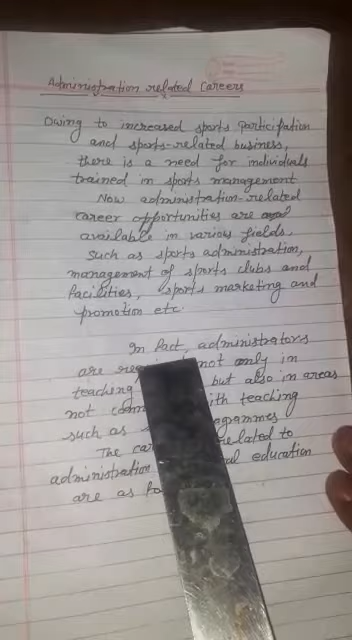 Administration related Careers
Owing to increased sports participation
and sports-related business,
there is a need for individuals
trained in sports management
Now administration-related
career opportunities are
available in various fields,
such as sports administration,
management of sports clubs and
facilities, sports marketing and
promotion etc.
In fact, administrators
are not only in
teaching but also in areas
not with teaching
such as
The related to
administration education
are as